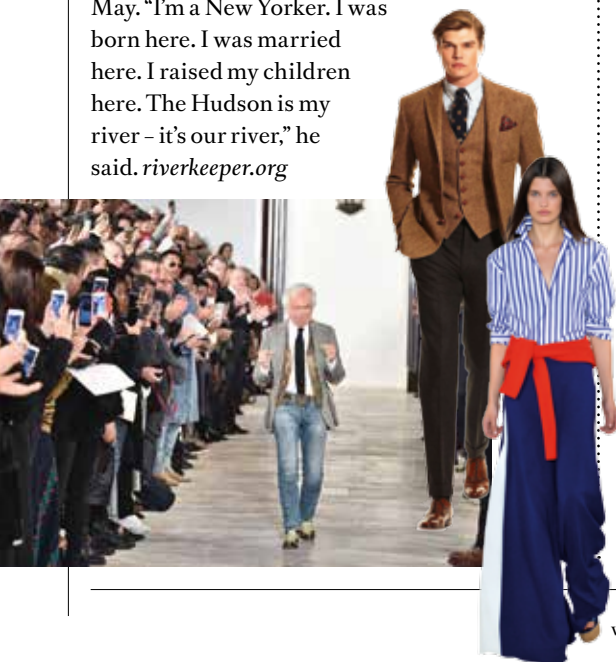 May. “I’m a New Yorker. I was
born here. I was married
here. I raised my children
here. The Hudson is my
river – it’s our river,” he
said. riverkeeper.org